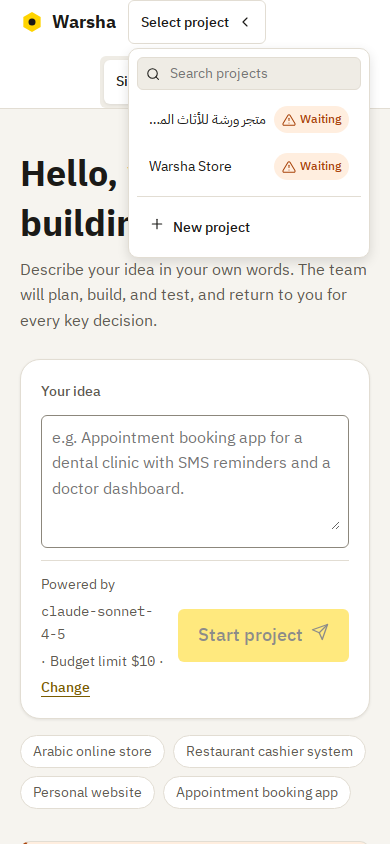 Warsha
Select project
Si
Search projects
متجر ورشة للأثاث المـ...
Waiting
Warsha Store
Waiting
New project
Hello,
Describe your idea in your own words. The team
will plan, build, and test, and return to you for
every key decision.
Your idea
e.g. Appointment booking app for a
dental clinic with SMS reminders and a
doctor dashboard.
Powered by
claude-sonnet-
4-5
· Budget limit $10 ·
Change
Start project
Arabic online store
Restaurant cashier system
Personal website
Appointment booking app